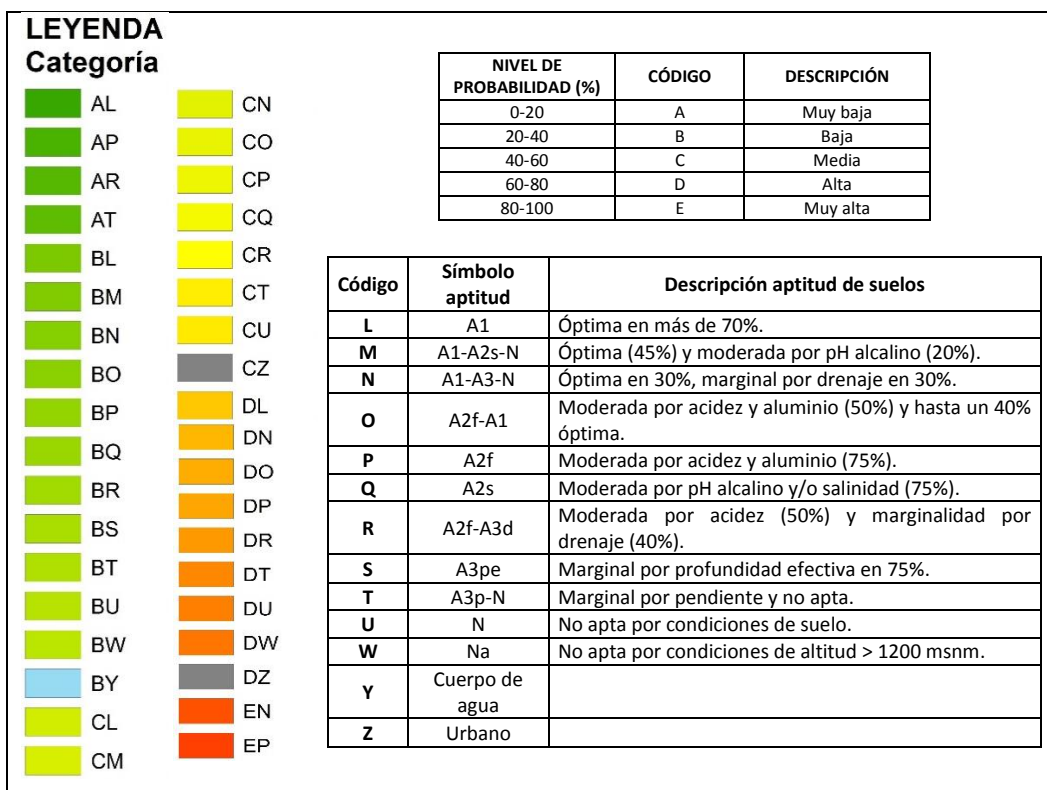 LEYENDA
Categoría
AL
AP
AR
AT
BL
BM
BN
BO
BP
BQ
BR
BS
BT
BU
BW
BY
CL
CM
CN
CO
CP
CQ
CR
CT
CU
CZ
DL
DN
DO
DP
DR
DT
DU
DW
DZ
EN
EP
NIVEL DE
PROBABILIDAD (%) CÓDIGO DESCRIPCIÓN
0-20 A Muy baja
20-40 B Baja
40-60 C Media
60-80 D Alta
80-100 E Muy alta
Código Símbolo
aptitud Descripción aptitud de suelos
L A1 Óptima en más de 70%.
M A1-A2s-N Óptima (45%) y moderada por pH alcalino (20%).
N A1-A3-N Óptima en 30%, marginal por drenaje en 30%.
O A2f-A1 Moderada por acidez y aluminio (50%) y hasta un 40%
óptima.
P A2f Moderada por acidez y aluminio (75%).
Q A2s Moderada por pH alcalino y/o salinidad (75%).
R A2f-A3d Moderada por acidez (50%) y marginalidad por
drenaje (40%).
S A3pe Marginal por profundidad efectiva en 75%.
T A3p-N Marginal por pendiente y no apta.
U N No apta por condiciones de suelo.
W Na No apta por condiciones de altitud > 1200 msnm.
Y Cuerpo de
agua
Z Urbano